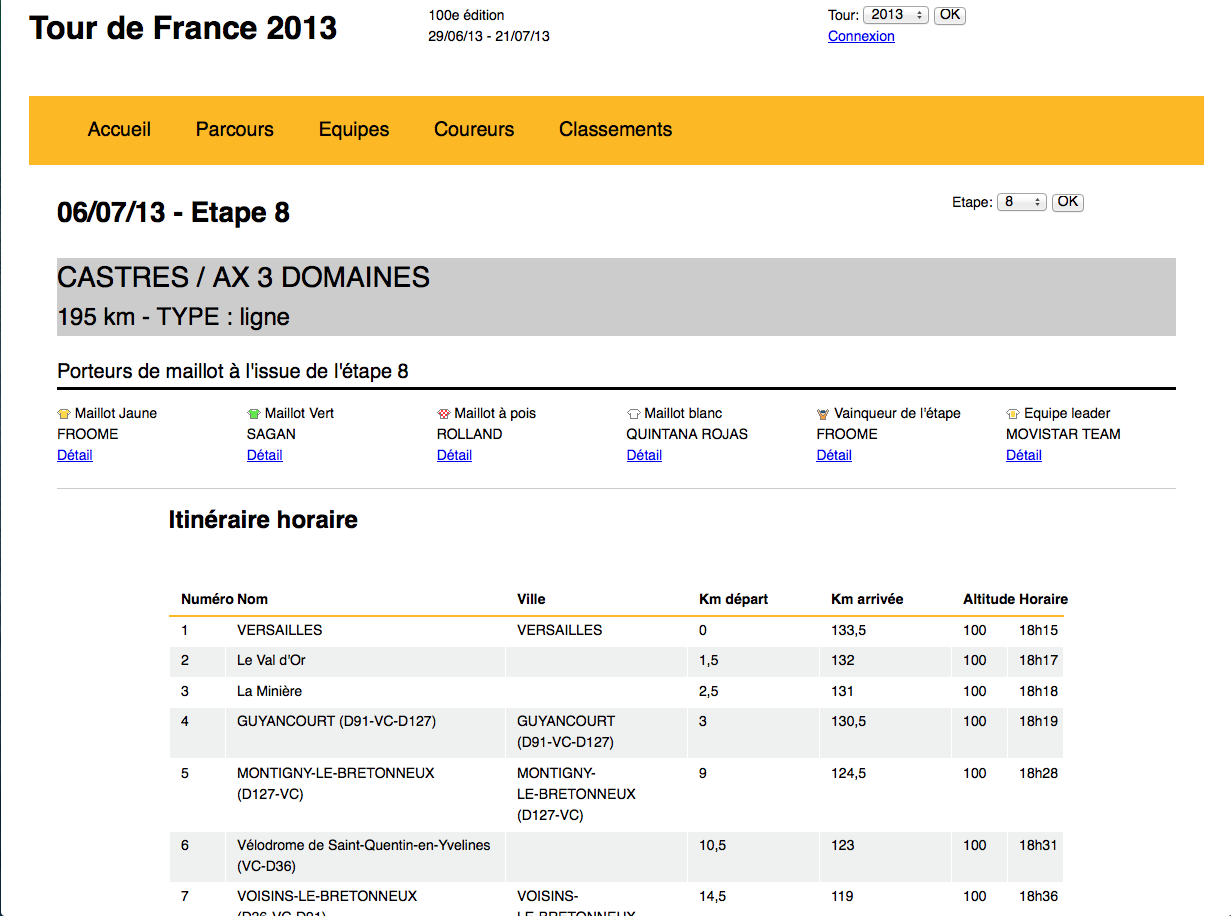 Tour de France 2013
100e édition
29/06/13 - 21/07/13
Tour: 2013 OK
Connexion
Accueil Parcours Equipes Coureurs Classements
06/07/13 - Etape 8
Etape: 8 OK
CASTRES / AX 3 DOMAINES
195 km - TYPE : ligne
Porteurs de maillot à l'issue de l'étape 8
Maillot Jaune Maillot Vert Maillot à pois Maillot blanc Vainqueur de l'étape Equipe leader
FROOME SAGAN ROLLAND QUINTANA ROJAS FROOME MOVISTAR TEAM
Détail Détail Détail Détail Détail Détail
Itinéraire horaire
Numéro Nom Ville Km départ Km arrivée Altitude Horaire
1 VERSAILLES VERSAILLES 0 133,5 100 18h15
2 Le Val d'Or 1,5 132 100 18h17
3 La Minière 2,5 131 100 18h18
4 GUYANCOURT (D91-VC-D127) GUYANCOURT 3 130,5 100 18h19
(D91-VC-D127)
5 MONTIGNY-LE-BRETONNEUX MONTIGNY- 9 124,5 100 18h28
(D127-VC) LE-BRETONNEUX
(D127-VC)
6 Vélodrome de Saint-Quentin-en-Yvelines 10,5 123 100 18h31
(VC-D36)
7 VOISINS-LE-BRETONNEUX VOISINS- 14,5 119 100 18h36
(D36-VC-D91) LE-BRETONNEUX